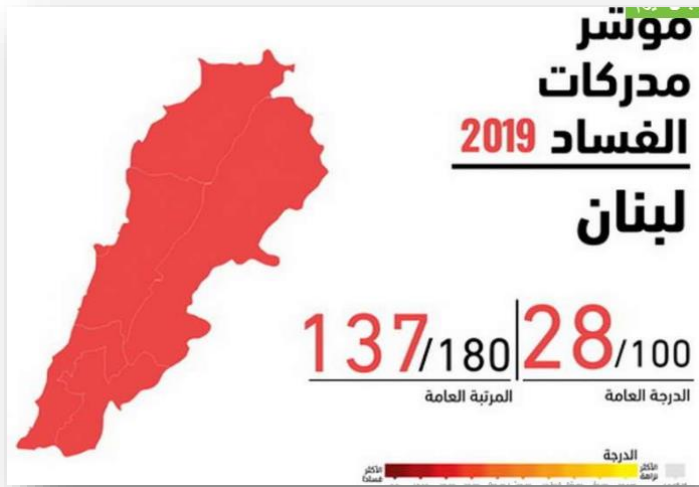 مؤشر
مدركات
الفساد 2019
لبنان
28/100
الدرجة العامة
137/180
المرتبة العامة
الدرجة
الأكثر
نزاهة
الأكثر
فسادا